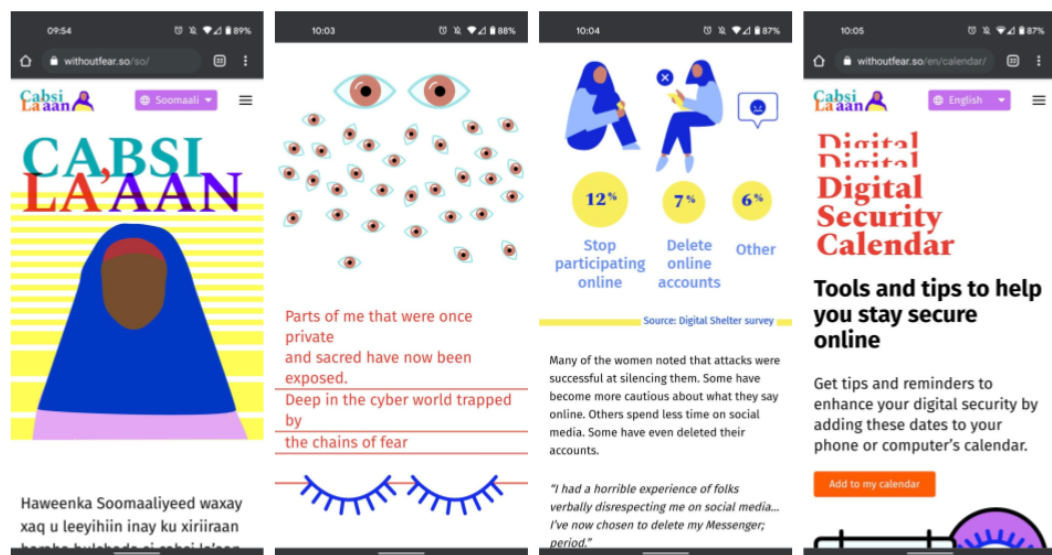 09:54
89%
withoutfear.so/so/
22
Cabsi
La'aan
Soomaali
CABSI
LA'AAN
Haweenka Soomaaliyeed waxay
xaq u leeyihiin inay ku xiriiraan
10:03
88%
Parts of me that were once
private
and sacred have now been
exposed.
Deep in the cyber world trapped
by
the chains of fear
10:04
87%
12%
7%
6%
Stop
participating
online
Delete
online
accounts
Other
Source: Digital Shelter survey
Many of the women noted that attacks were
successful at silencing them. Some have
become more cautious about what they say
online. Others spend less time on social
media. Some have even deleted their
accounts.
“I had a horrible experience of folks
verbally disrespecting me on social media…
I’ve now chosen to delete my Messenger;
period.”
10:05
87%
withoutfear.so/en/calendar/
22
Cabsi
La'aan
English
Digital
Digital
Digital
Security
Calendar
Tools and tips to help
you stay secure
online
Get tips and reminders to
enhance your digital security by
adding these dates to your
phone or computer’s calendar.
Add to my calendar